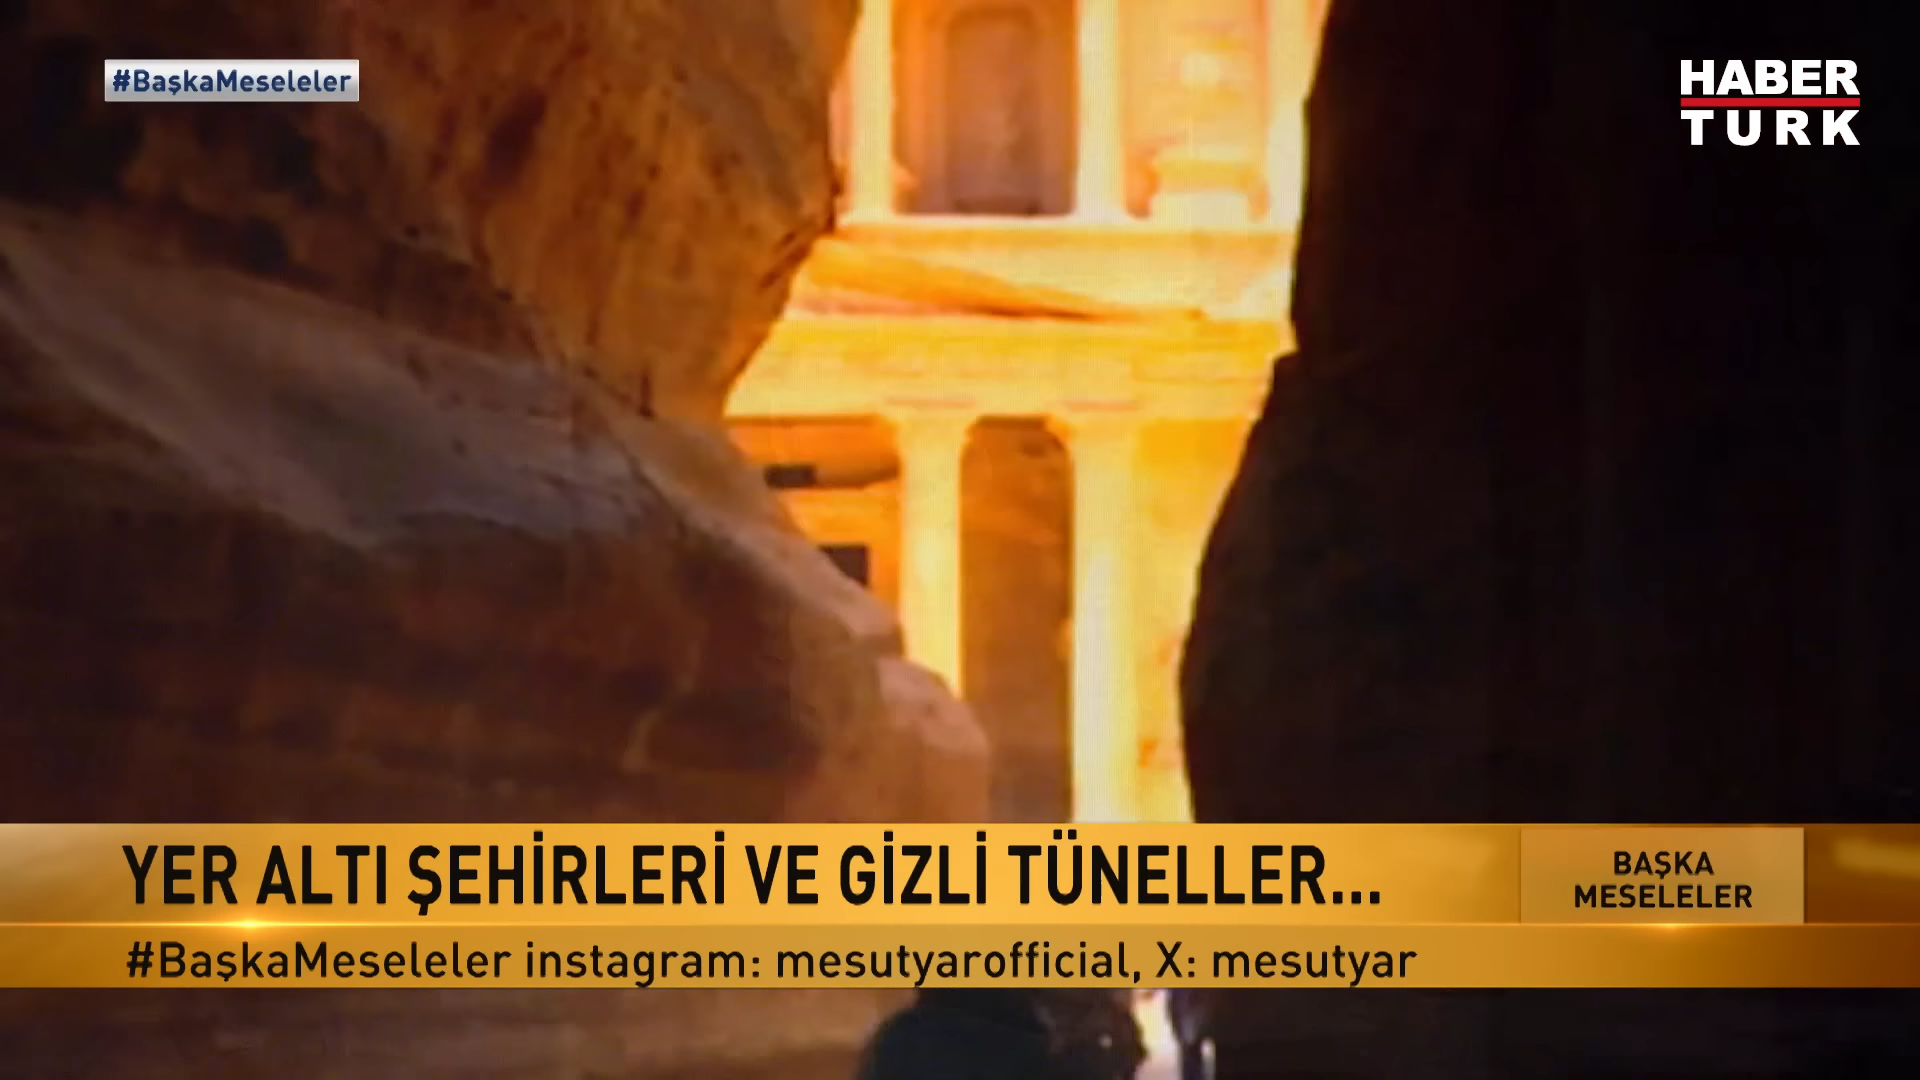 #BaşkaMeseleler
HABER
TURK
YER ALTI ŞEHİRLERİ VE GİZLİ TÜNELLER...
BAŞKA
MESELELER
#BaşkaMeseleler instagram: mesutyarofficial, X: mesutyar